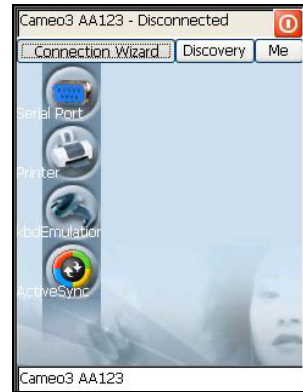 Cameo3 AA123 - Disconnected
Connection Wizard Discovery Me
Serial Port
Printer
kbdEmulation
ActiveSync
Cameo3 AA123